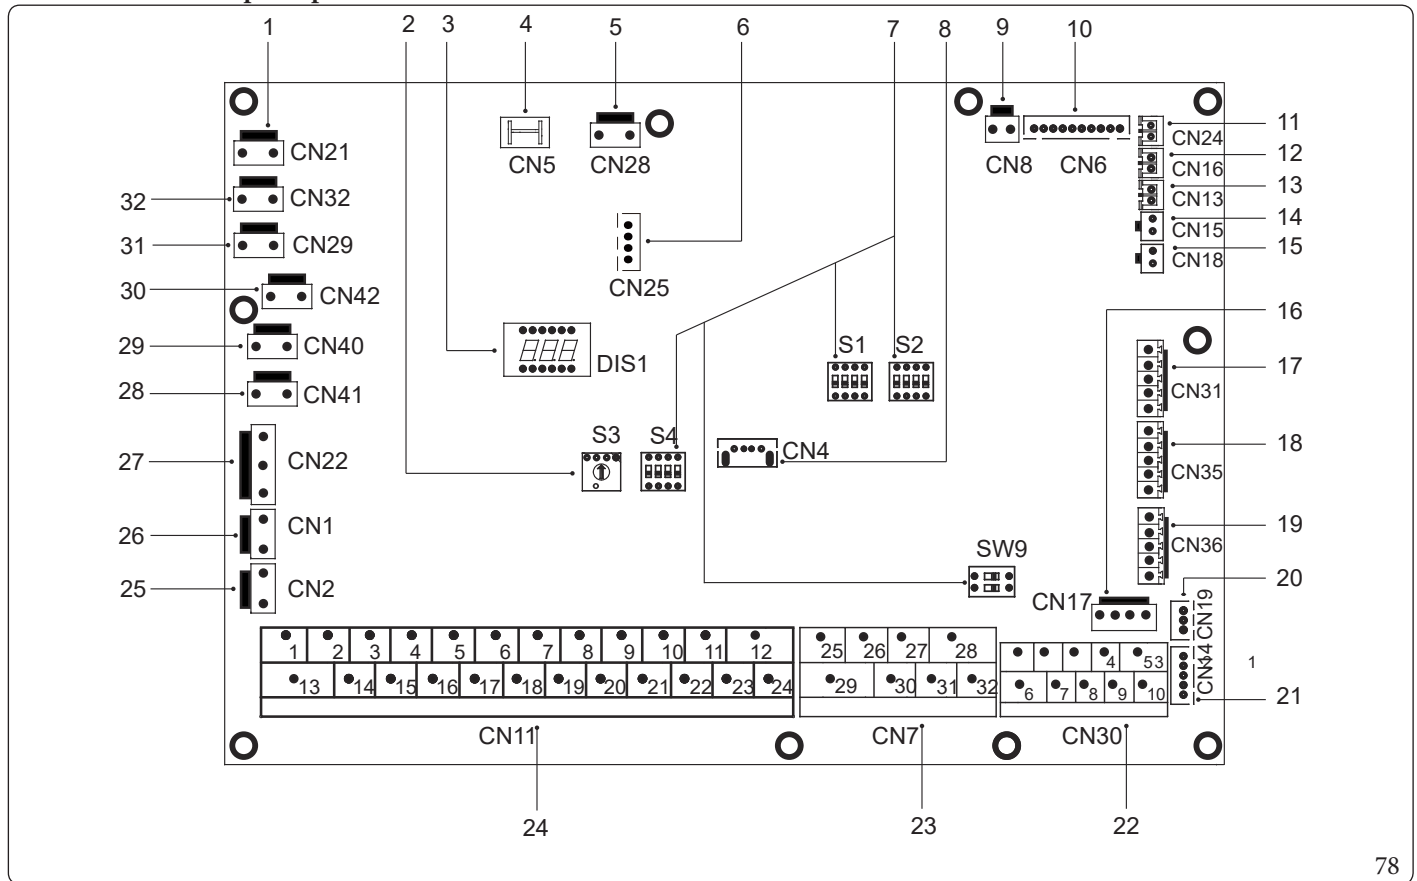 1 2 3 4 5 6 7 8 9 10
CN21
CN5
CN28
CN8
CN6
CN24 11
CN16 12
CN13 13
CN15 14
CN18 15
32 CN32
31 CN29
CN25
30 CN42
16
29 CN40
3
DIS1
S1 S2
CN31 17
28 CN41
S3 S4
CN4
CN35 18
27 CN22
2
26 CN1
CN36 19
SW9
25 CN2
CN17
CN19 20
1 2 3 4 5 6 7 8 9 10 11 12
13 14 15 16 17 18 19 20 21 22 23 24
25 26 27 28
29 30 31 32
4 53
6 7 8 9 10
CN14 1
21
CN11
CN7
CN30
24
23
22
78